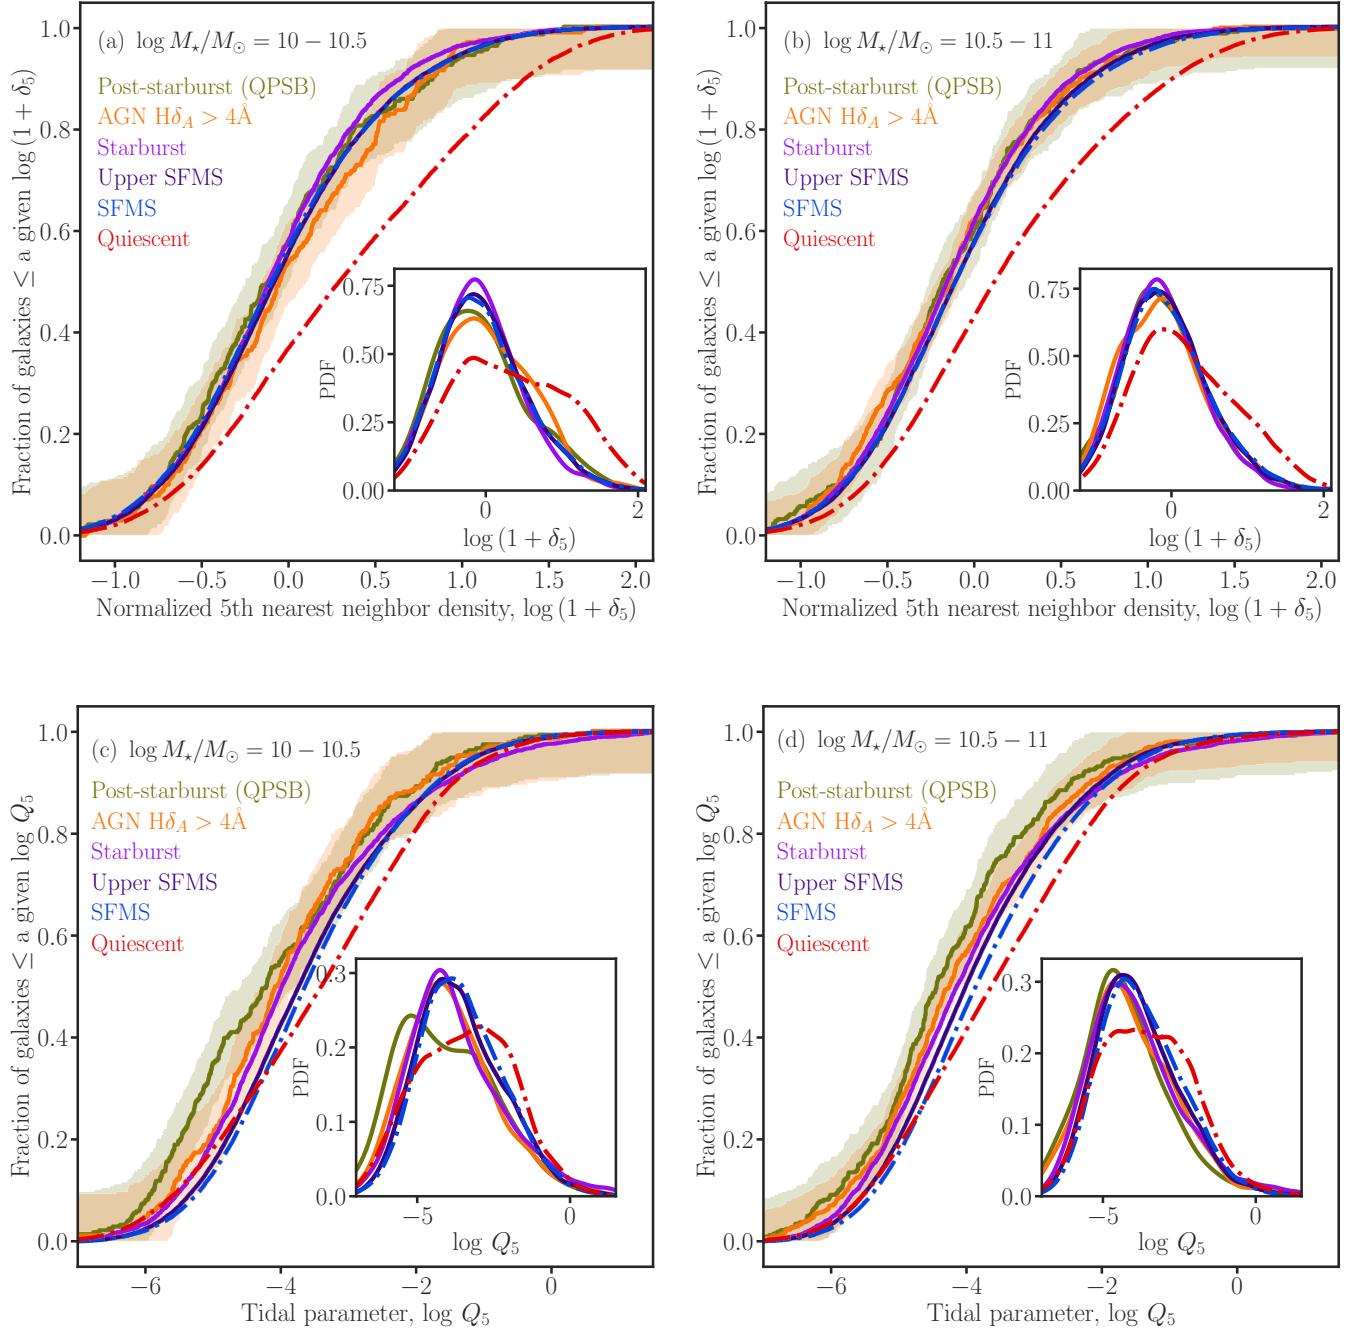 (a) log M⋆/M⊙ = 10 − 10.5
Post-starburst (QPSB)
AGN Hδ_A > 4Å
Starburst
Upper SFMS
SFMS
Quiescent
Fraction of galaxies ≤ a given log (1 + δ₅)
1.0
0.8
0.6
0.4
0.2
0.0
−1.0 −0.5 0.0 0.5 1.0 1.5 2.0
Normalized 5th nearest neighbor density, log (1 + δ₅)
PDF
0.75
0.50
0.25
0.00
0 2
log (1 + δ₅)
(b) log M⋆/M⊙ = 10.5 − 11
Post-starburst (QPSB)
AGN Hδ_A > 4Å
Starburst
Upper SFMS
SFMS
Quiescent
Fraction of galaxies ≤ a given log (1 + δ₅)
1.0
0.8
0.6
0.4
0.2
0.0
−1.0 −0.5 0.0 0.5 1.0 1.5 2.0
Normalized 5th nearest neighbor density, log (1 + δ₅)
PDF
0.75
0.50
0.25
0.00
0 2
log (1 + δ₅)
(c) log M⋆/M⊙ = 10 − 10.5
Post-starburst (QPSB)
AGN Hδ_A > 4Å
Starburst
Upper SFMS
SFMS
Quiescent
Fraction of galaxies ≤ a given log Q₅
1.0
0.8
0.6
0.4
0.2
0.0
−6 −4 −2 0
Tidal parameter, log Q₅
PDF
0.3
0.2
0.1
0.0
−5 0
log Q₅
(d) log M⋆/M⊙ = 10.5 − 11
Post-starburst (QPSB)
AGN Hδ_A > 4Å
Starburst
Upper SFMS
SFMS
Quiescent
Fraction of galaxies ≤ a given log Q₅
1.0
0.8
0.6
0.4
0.2
0.0
−6 −4 −2 0
Tidal parameter, log Q₅
PDF
0.3
0.2
0.1
0.0
−5 0
log Q₅